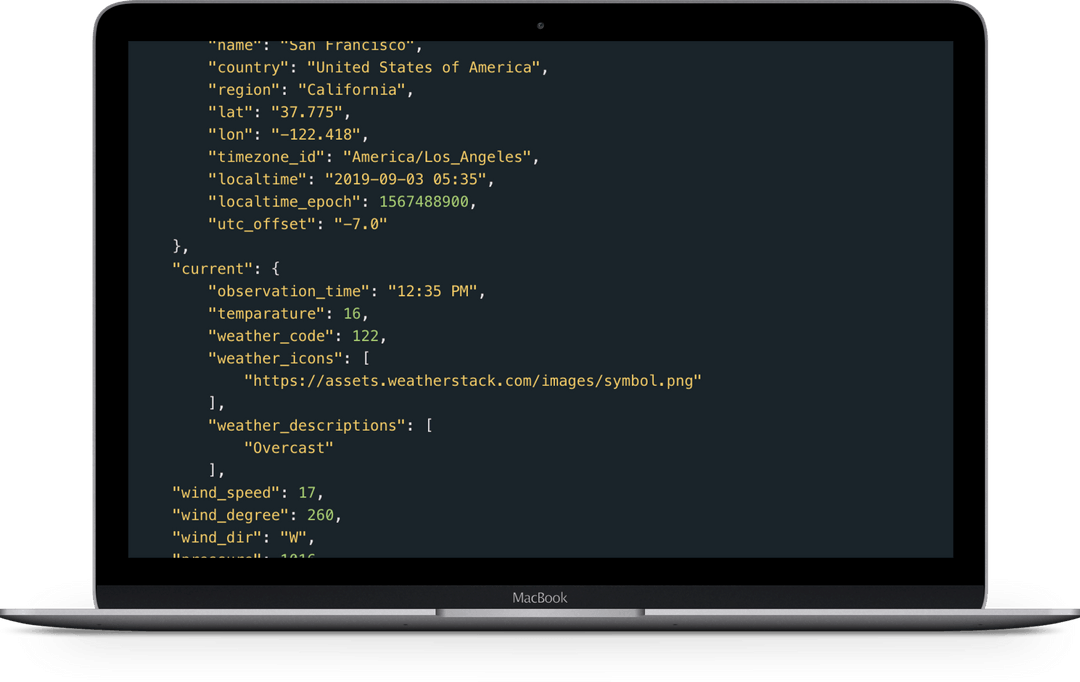 "name": "San Francisco",
"country": "United States of America",
"region": "California",
"lat": "37.775",
"lon": "-122.418",
"timezone_id": "America/Los_Angeles",
"localtime": "2019-09-03 05:35",
"localtime_epoch": 1567488900,
"utc_offset": "-7.0"
},
"current": {
"observation_time": "12:35 PM",
"temparature": 16,
"weather_code": 122,
"weather_icons": [
"https://assets.weatherstack.com/images/symbol.png"
],
"weather_descriptions": [
"Overcast"
],
"wind_speed": 17,
"wind_degree": 260,
"wind_dir": "W",
"pressure": 1016
MacBook